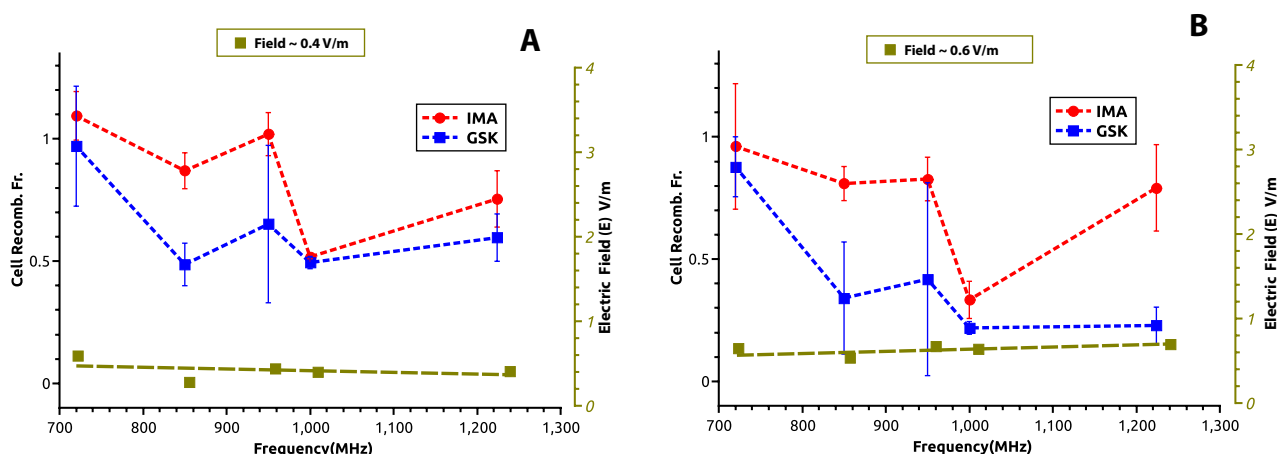 Field ~ 0.4 V/m
A
IMA
GSK
Cell Recomb. Fr.
1
0.5
0
4
3
2
1
0
Electric Field (E) V/m
700
800
900
1,000
1,100
1,200
1,300
Frequency(MHz)
Field ~ 0.6 V/m
B
IMA
GSK
Cell Recomb. Fr.
1
0.5
0
4
3
2
1
0
Electric Field (E) V/m
700
800
900
1,000
1,100
1,200
1,300
Frequency(MHz)